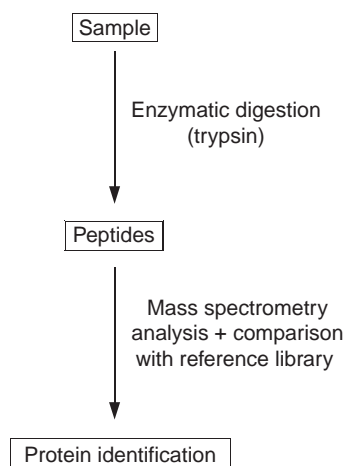 Sample
Enzymatic digestion
(trypsin)
Peptides
Mass spectrometry
analysis + comparison
with reference library
Protein identification